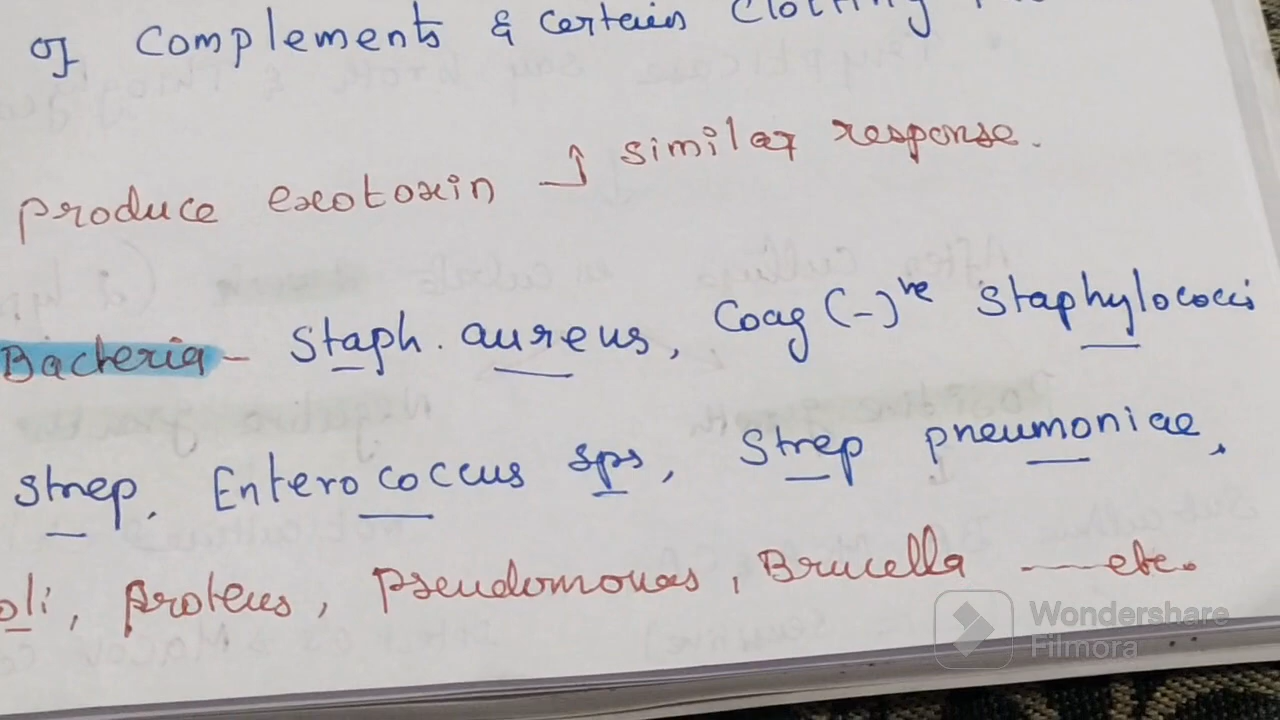 of Complements & Certain Clotting
produce exotoxin → similar response.
Bacteria - Staph. aureus, Coag (-)ve Staphylococci
strep, Enterococcus sps, Strep pneumoniae,
oli, proteus, pseudomonas, Brucella — etc.
Wondershare
Filmora